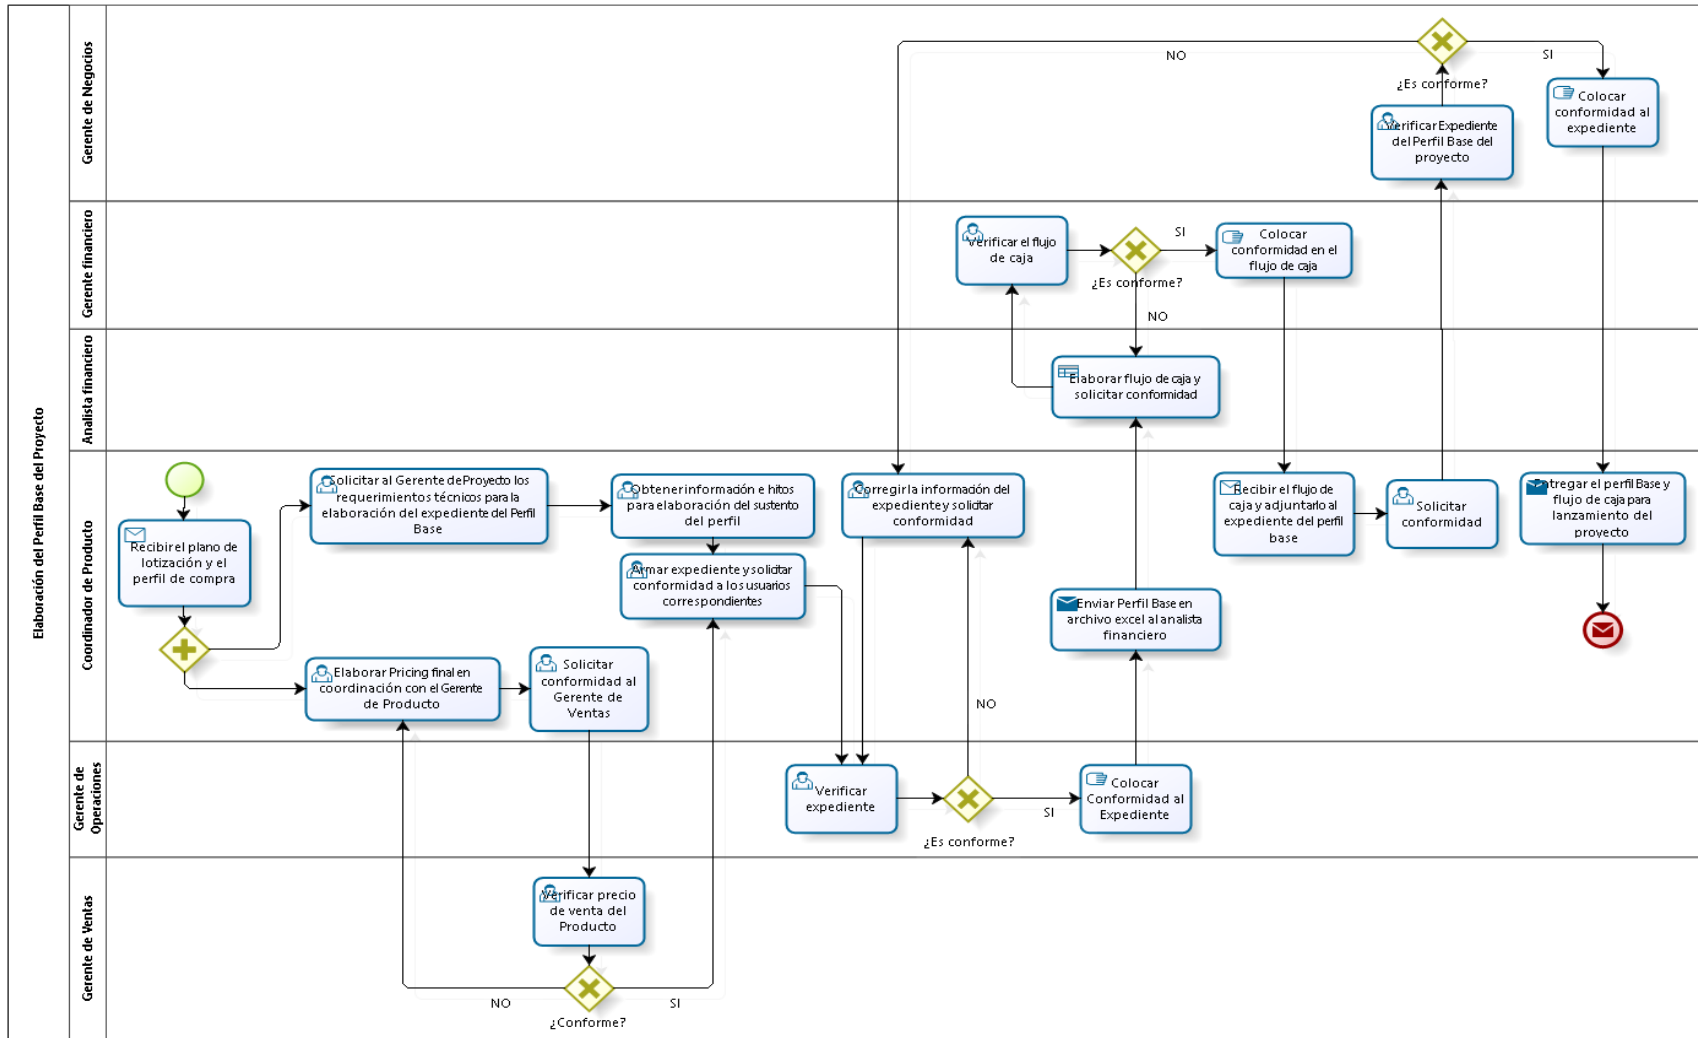 Elaboración del Perfil Base del Proyecto
Gerente de Negocios
NO
SI
¿Es conforme?
Colocar
conformidad al
expediente
Verificar Expediente
del Perfil Base del
proyecto
Gerente financiero
Verificar el flujo
de caja
SI
¿Es conforme?
NO
Colocar
conformidad en el
flujo de caja
Analista financiero
Elaborar flujo de caja y
solicitar conformidad
Coordinador de Producto
Recibir el plano de
lotización y el
perfil de compra
Solicitar al Gerente de Proyecto los
requerimientos técnicos para la
elaboración del expediente del Perfil
Base
Obtener información e hitos
para elaboración del sustento
del perfil
Armar expediente y solicitar
conformidad a los usuarios
correspondientes
Elaborar Pricing final en
coordinación con el Gerente
de Producto
Solicitar
conformidad al
Gerente de
Ventas
Corregir la información del
expediente y solicitar
conformidad
NO
Enviar Perfil Base en
archivo excel al analista
financiero
Recibir el flujo de
caja y adjuntarlo al
expediente del perfil
base
Solicitar
conformidad
Entregar el perfil Base y
flujo de caja para
lanzamiento del
proyecto
Gerente de
Operaciones
Verificar
expediente
¿Es conforme?
SI
Colocar
Conformidad al
Expediente
Gerente de Ventas
Verificar precio
de venta del
Producto
NO
SI
¿Conforme?